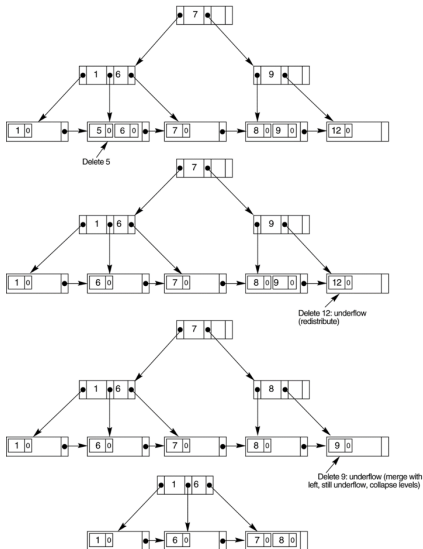 7
1 6
9
1 0
5 0 6 0
7 0
8 0 9 0
12 0
Delete 5
7
1 6
9
1 0
6 0
7 0
8 0 9 0
12 0
Delete 12: underflow
(redistribute)
7
1 6
8
1 0
6 0
7 0
8 0
9 0
Delete 9: underflow (merge with
left, still underflow, collapse levels)
1 6
1 0
6 0
7 0 8 0